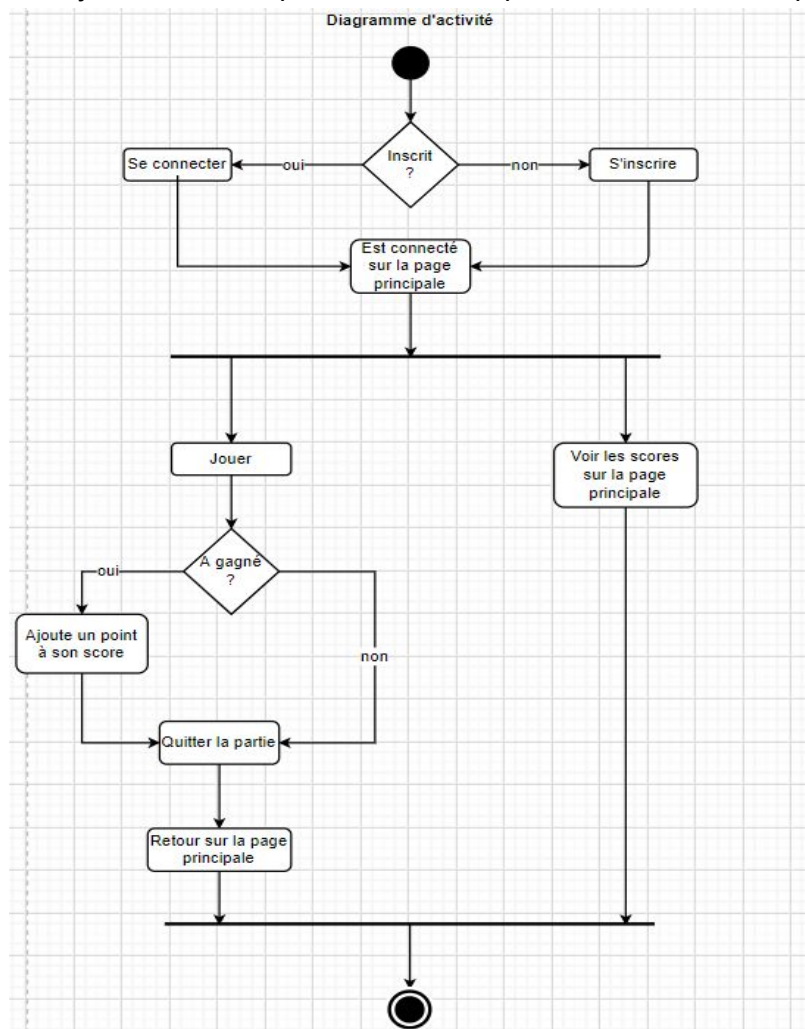 Diagramme d'activité
Inscrit
?
Se connecter
oui
non
S'inscrire
Est connecté
sur la page
principale
Jouer
Voir les scores
sur la page
principale
A gagné
?
oui
non
Ajoute un point
à son score
Quitter la partie
Retour sur la page
principale